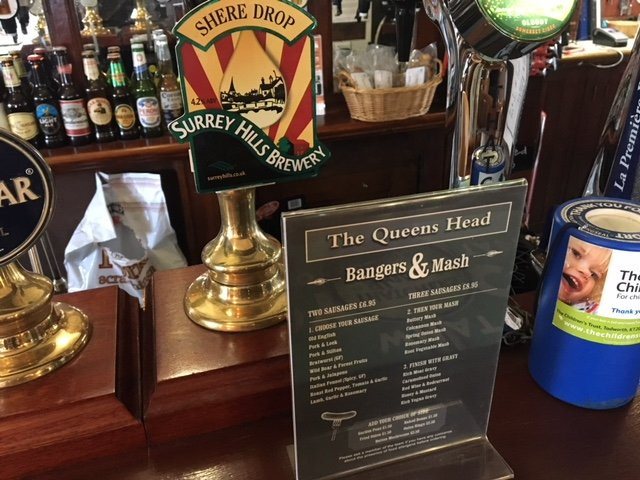 SHERE DROP
4.2% ABV
SURREY HILLS BREWERY
surreyhills.co.uk
The Queens Head
Bangers & Mash
TWO SAUSAGES £6.95
1. CHOOSE YOUR SAUSAGE
Old English
Pork & Leek
Pork & Stilton
Bratwurst (GF)
Wild Boar & Forest Fruits
Pork & Jalapeno
Italian Fennel (Spicy, GF)
Roast Red Pepper, Tomato & Garlic
Lamb, Garlic & Rosemary
THREE SAUSAGES £8.95
2. THEN YOUR MASH
Buttery Mash
Colcannon Mash
Spring Onion Mash
Rosemary Mash
Root Vegetable Mash
3. FINISH WITH GRAVY
Rich Meat Gravy
Caramelised Onion
Red Wine & Redcurrant
Honey & Mustard
Rich Vegan Gravy
ADD YOUR CHOICE OF SIDE
La Première
The
Chil
For chi
Thank yo